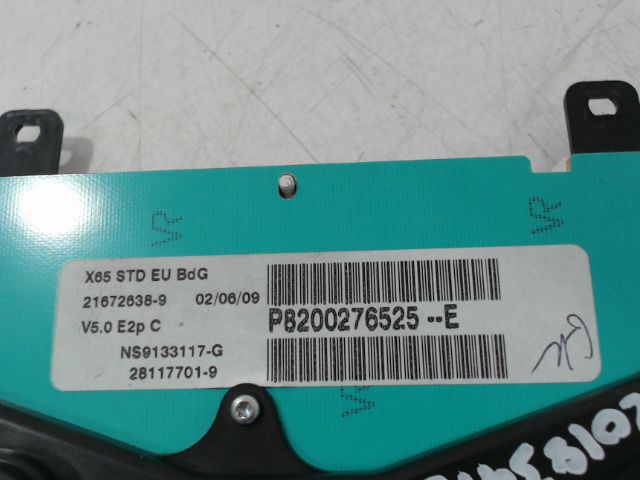 VR
VR
X65 STD EU BdG
21672638-9 02/06/09
V5.0 E2p C
P8200276525--E
NS9133117-G
28117701-9